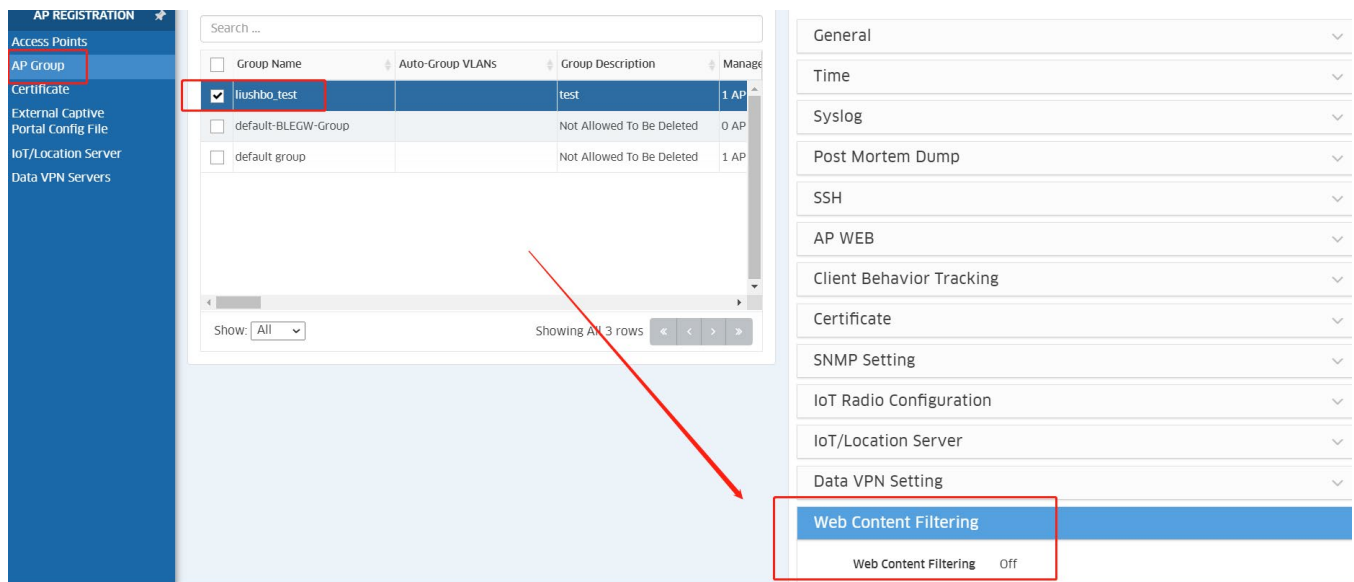 AP REGISTRATION
Access Points
AP Group
Certificate
External Captive
Portal Config File
IoT/Location Server
Data VPN Servers
Search ...
Group Name Auto-Group VLANs Group Description Manage
liushbo_test test 1 AP
default-BLEGW-Group Not Allowed To Be Deleted 0 AP
default group Not Allowed To Be Deleted 1 AP
Show: All Showing All 3 rows « < > »
General
Time
Syslog
Post Mortem Dump
SSH
AP WEB
Client Behavior Tracking
Certificate
SNMP Setting
IoT Radio Configuration
IoT/Location Server
Data VPN Setting
Web Content Filtering
Web Content Filtering Off